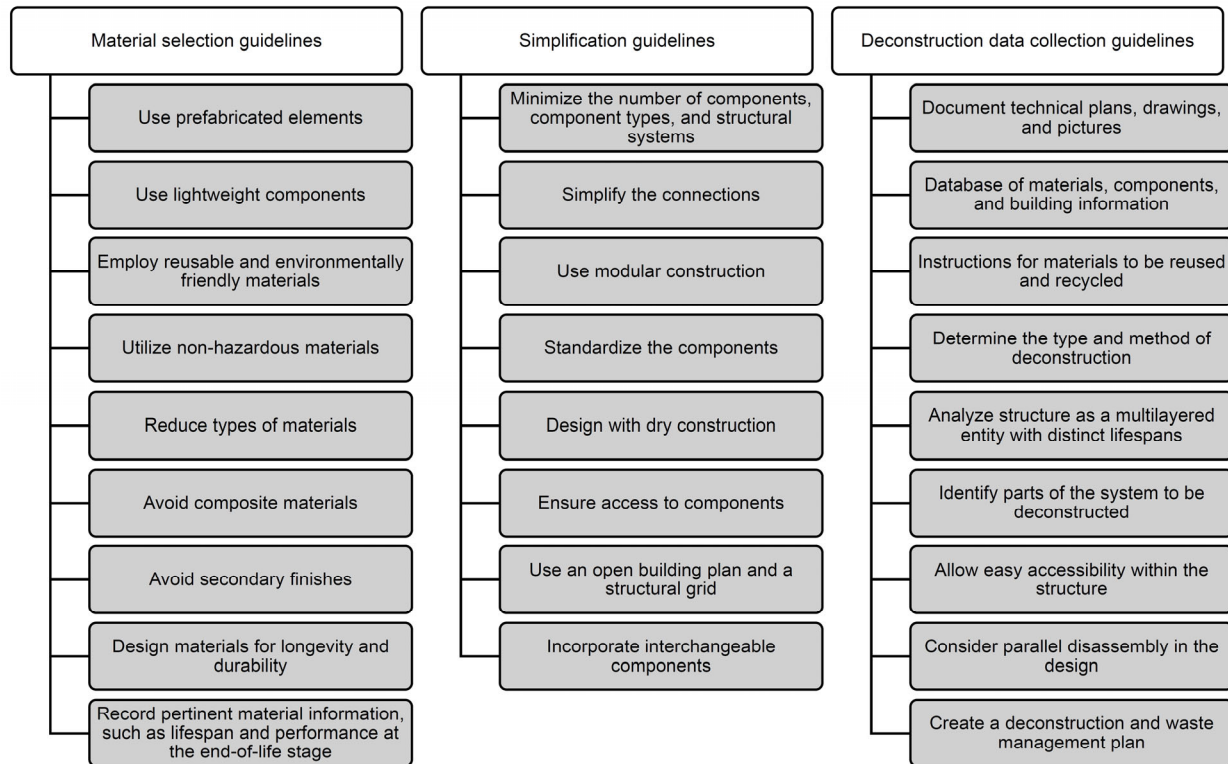 Material selection guidelines
Use prefabricated elements
Use lightweight components
Employ reusable and environmentally
friendly materials
Utilize non-hazardous materials
Reduce types of materials
Avoid composite materials
Avoid secondary finishes
Design materials for longevity and
durability
Record pertinent material information,
such as lifespan and performance at
the end-of-life stage
Simplification guidelines
Minimize the number of components,
component types, and structural
systems
Simplify the connections
Use modular construction
Standardize the components
Design with dry construction
Ensure access to components
Use an open building plan and a
structural grid
Incorporate interchangeable
components
Deconstruction data collection guidelines
Document technical plans, drawings,
and pictures
Database of materials, components,
and building information
Instructions for materials to be reused
and recycled
Determine the type and method of
deconstruction
Analyze structure as a multilayered
entity with distinct lifespans
Identify parts of the system to be
deconstructed
Allow easy accessibility within the
structure
Consider parallel disassembly in the
design
Create a deconstruction and waste
management plan